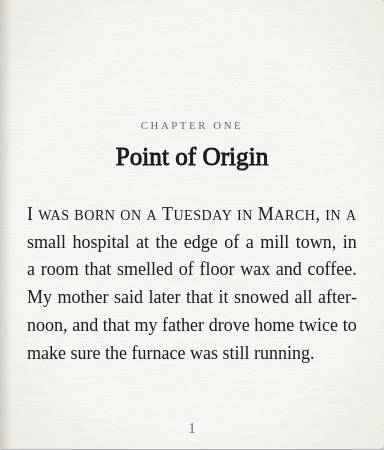 CHAPTER ONE
Point of Origin
I WAS BORN ON A TUESDAY IN MARCH, IN A
small hospital at the edge of a mill town, in
a room that smelled of floor wax and coffee.
My mother said later that it snowed all after-
noon, and that my father drove home twice to
make sure the furnace was still running.
1